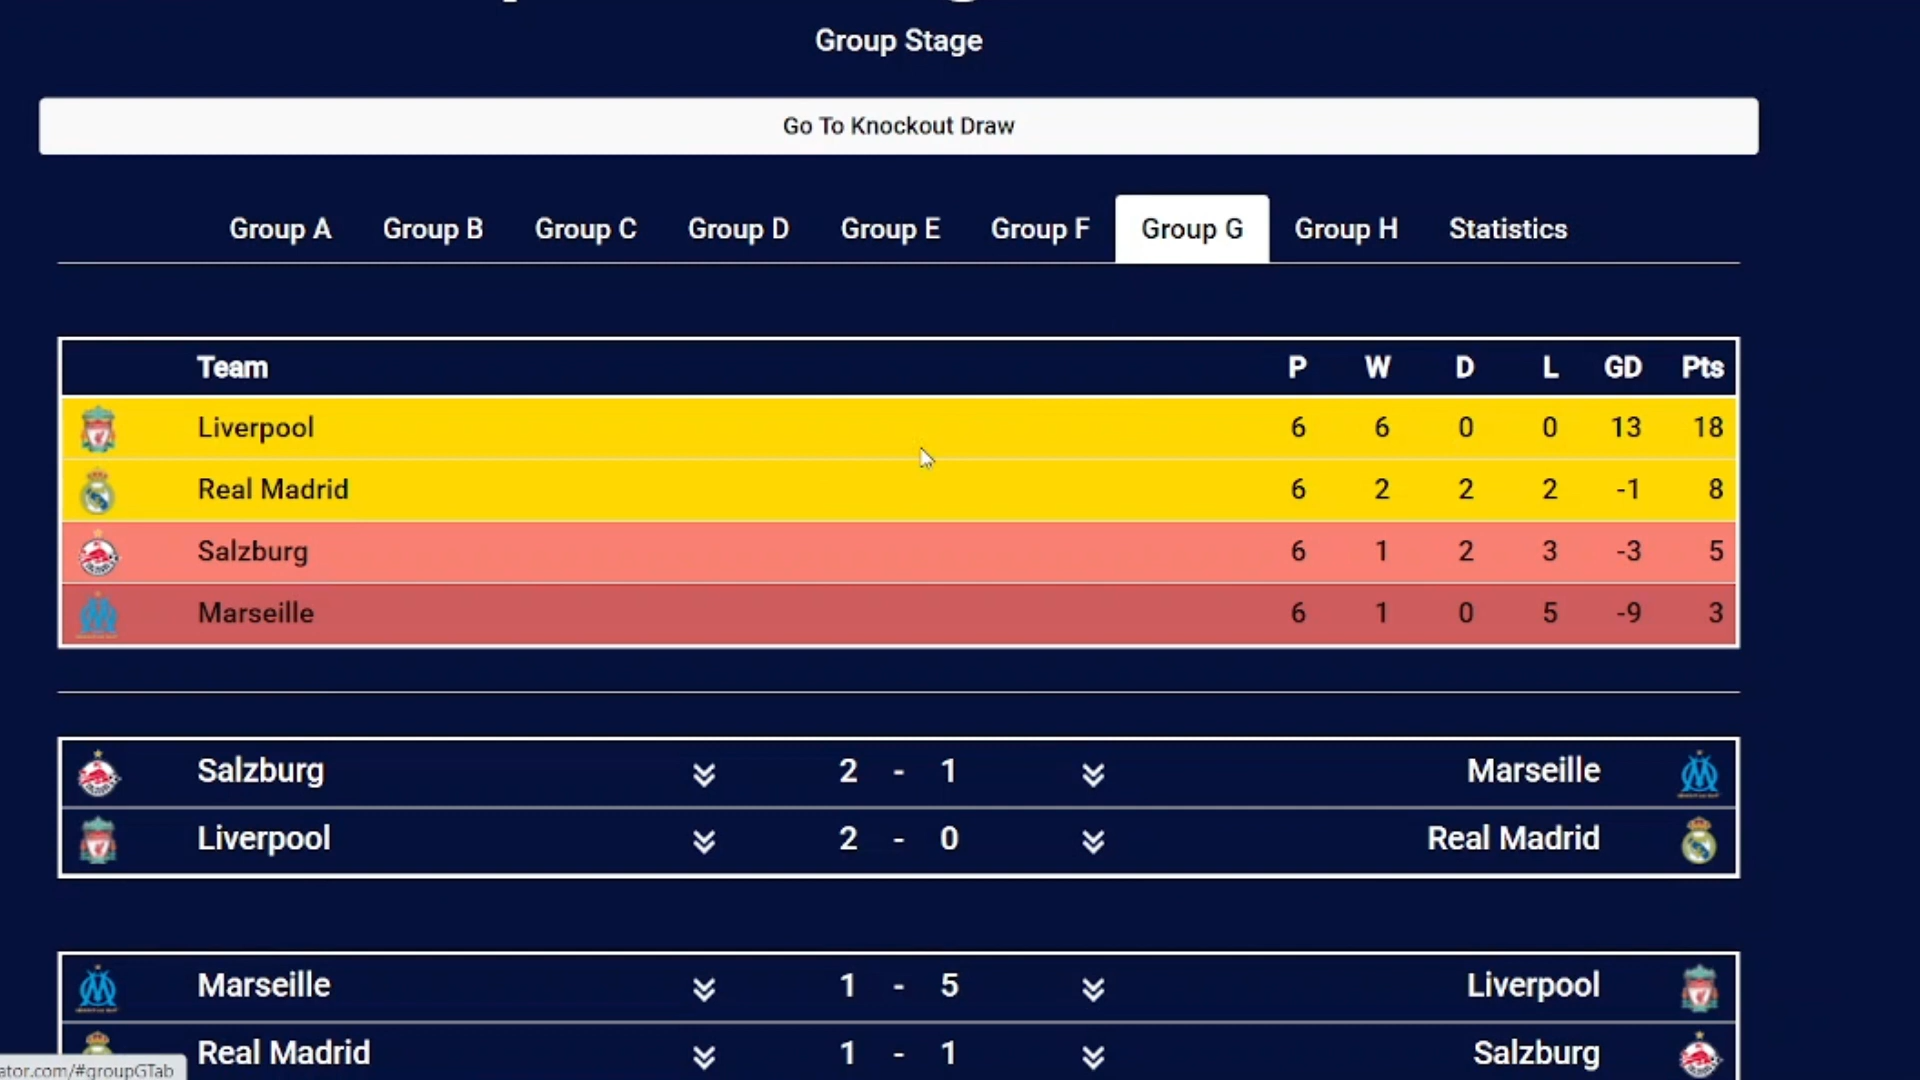 Group Stage
Go To Knockout Draw
Group A Group B Group C Group D Group E Group F Group G Group H Statistics
Team P W D L GD Pts
Liverpool 6 6 0 0 13 18
Real Madrid 6 2 2 2 -1 8
Salzburg 6 1 2 3 -3 5
Marseille 6 1 0 5 -9 3
Salzburg 2 - 1 Marseille
Liverpool 2 - 0 Real Madrid
Marseille 1 - 5 Liverpool
Real Madrid 1 - 1 Salzburg
ator.com/#groupGTab